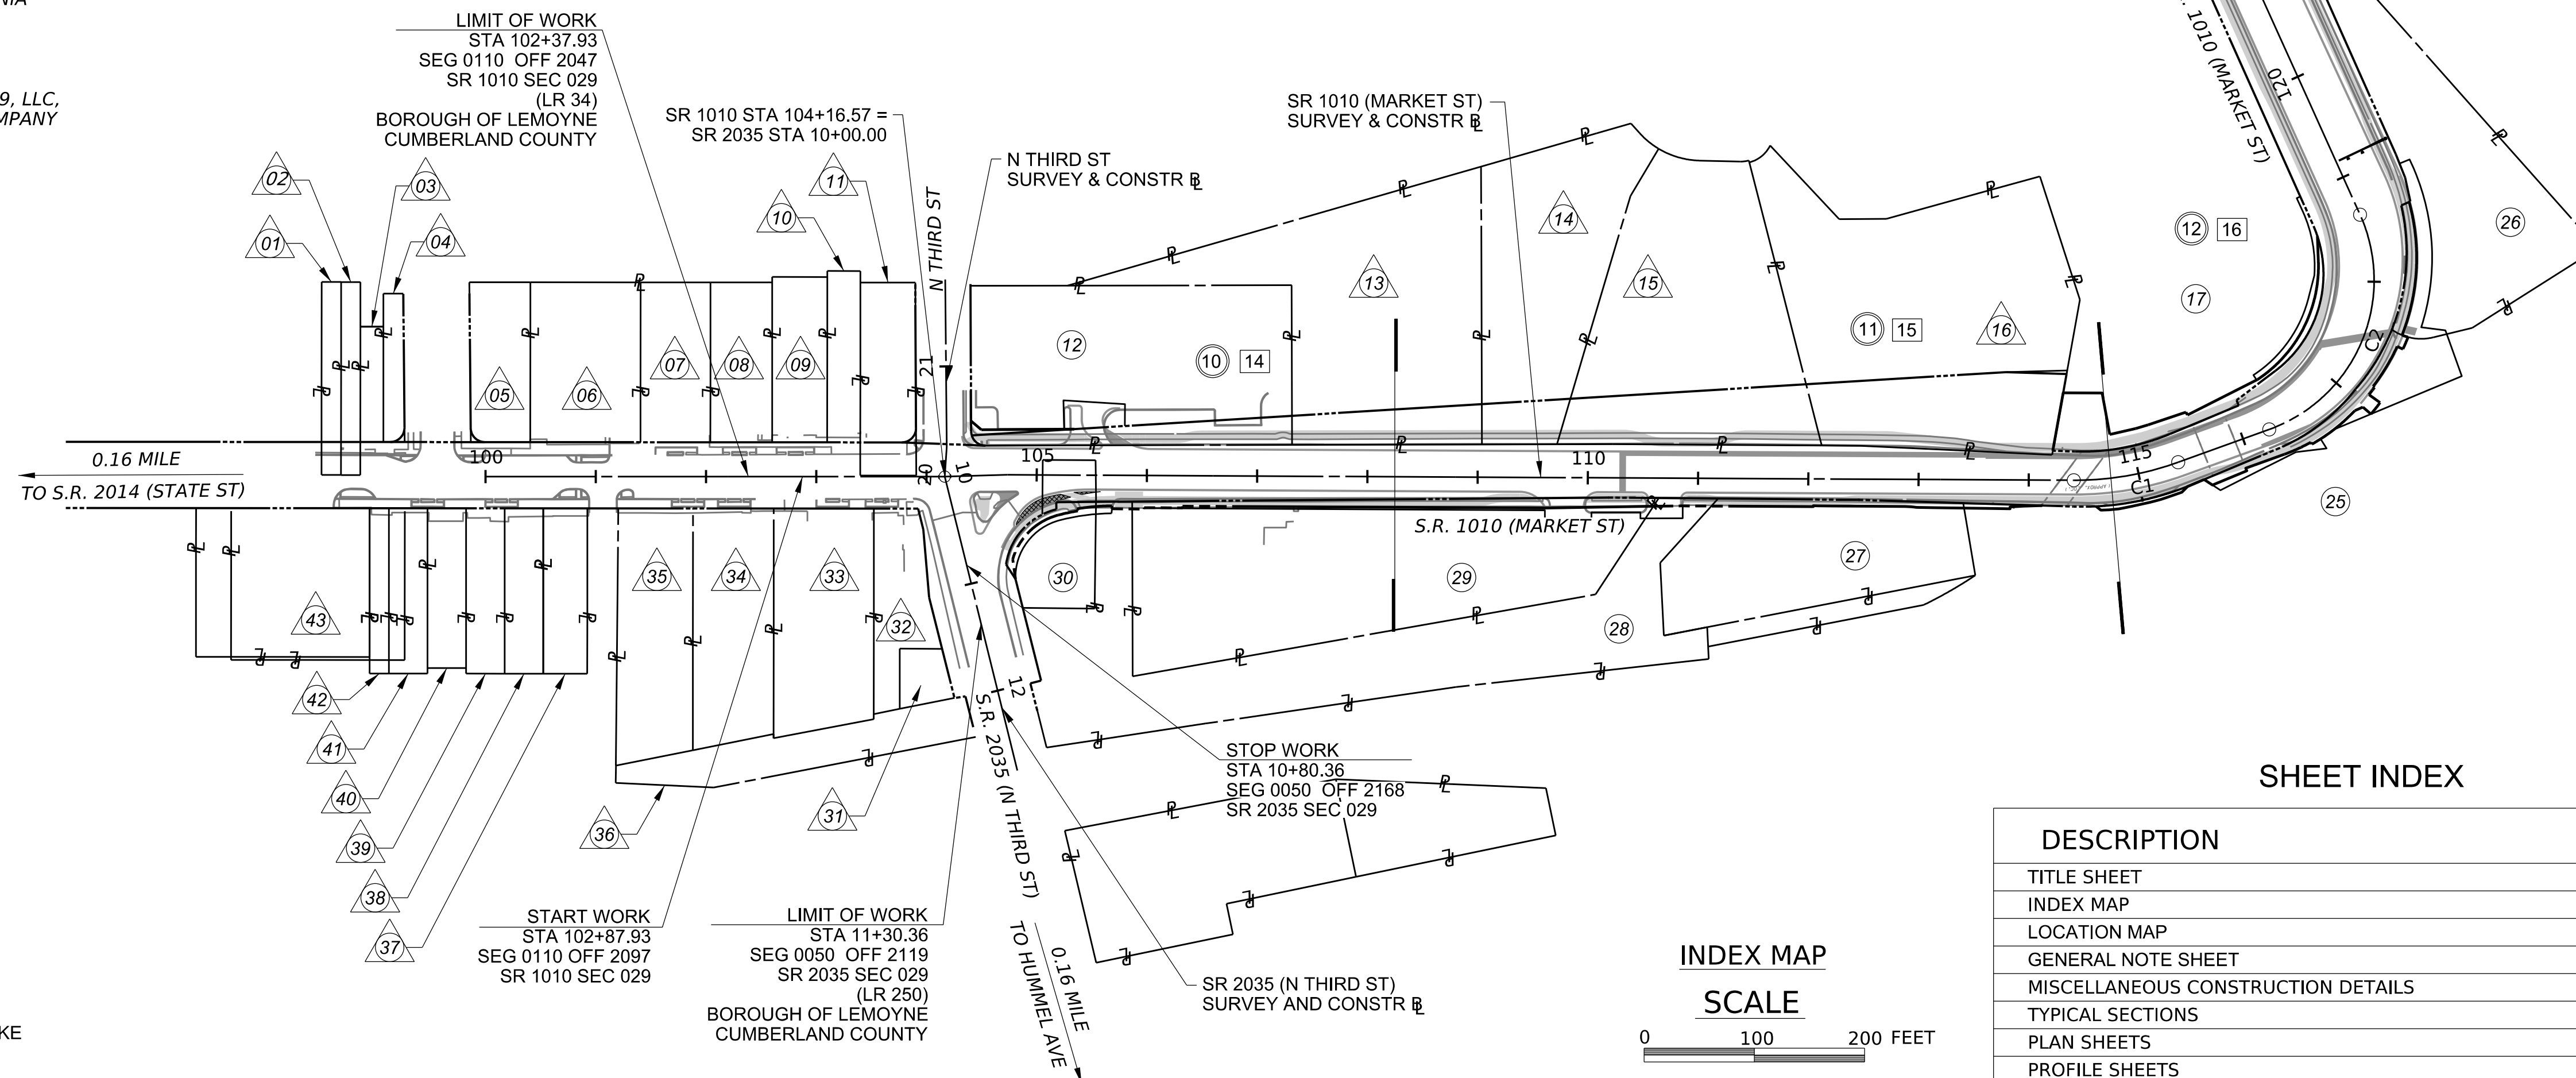 NIA
9, LLC,
MPANY
KE
LIMIT OF WORK
STA 102+37.93
SEG 0110 OFF 2047
SR 1010 SEC 029
(LR 34)
BOROUGH OF LEMOYNE
CUMBERLAND COUNTY
SR 1010 STA 104+16.57 =
SR 2035 STA 10+00.00
N THIRD ST
SURVEY & CONSTR BL
SR 1010 (MARKET ST)
SURVEY & CONSTR BL
N THIRD ST
R. 1010 (MARKET ST)
120
02
03
01
04
10
11
05
06
07
08
09
12
10
14
13
14
15
11
15
16
12
16
17
26
21
20
10
0.16 MILE
TO S.R. 2014 (STATE ST)
100
105
110
115
C1
C2
25
S.R. 1010 (MARKET ST)
43
35
34
33
32
30
29
28
27
42
41
40
39
38
37
36
31
12
S.R. 2035 (N THIRD ST)
0.16 MILE
TO HUMMEL AVE
STOP WORK
STA 10+80.36
SEG 0050 OFF 2168
SR 2035 SEC 029
START WORK
STA 102+87.93
SEG 0110 OFF 2097
SR 1010 SEC 029
LIMIT OF WORK
STA 11+30.36
SEG 0050 OFF 2119
SR 2035 SEC 029
(LR 250)
BOROUGH OF LEMOYNE
CUMBERLAND COUNTY
SR 2035 (N THIRD ST)
SURVEY AND CONSTR BL
INDEX MAP
SCALE
0 100 200 FEET
SHEET INDEX
DESCRIPTION
TITLE SHEET
INDEX MAP
LOCATION MAP
GENERAL NOTE SHEET
MISCELLANEOUS CONSTRUCTION DETAILS
TYPICAL SECTIONS
PLAN SHEETS
PROFILE SHEETS